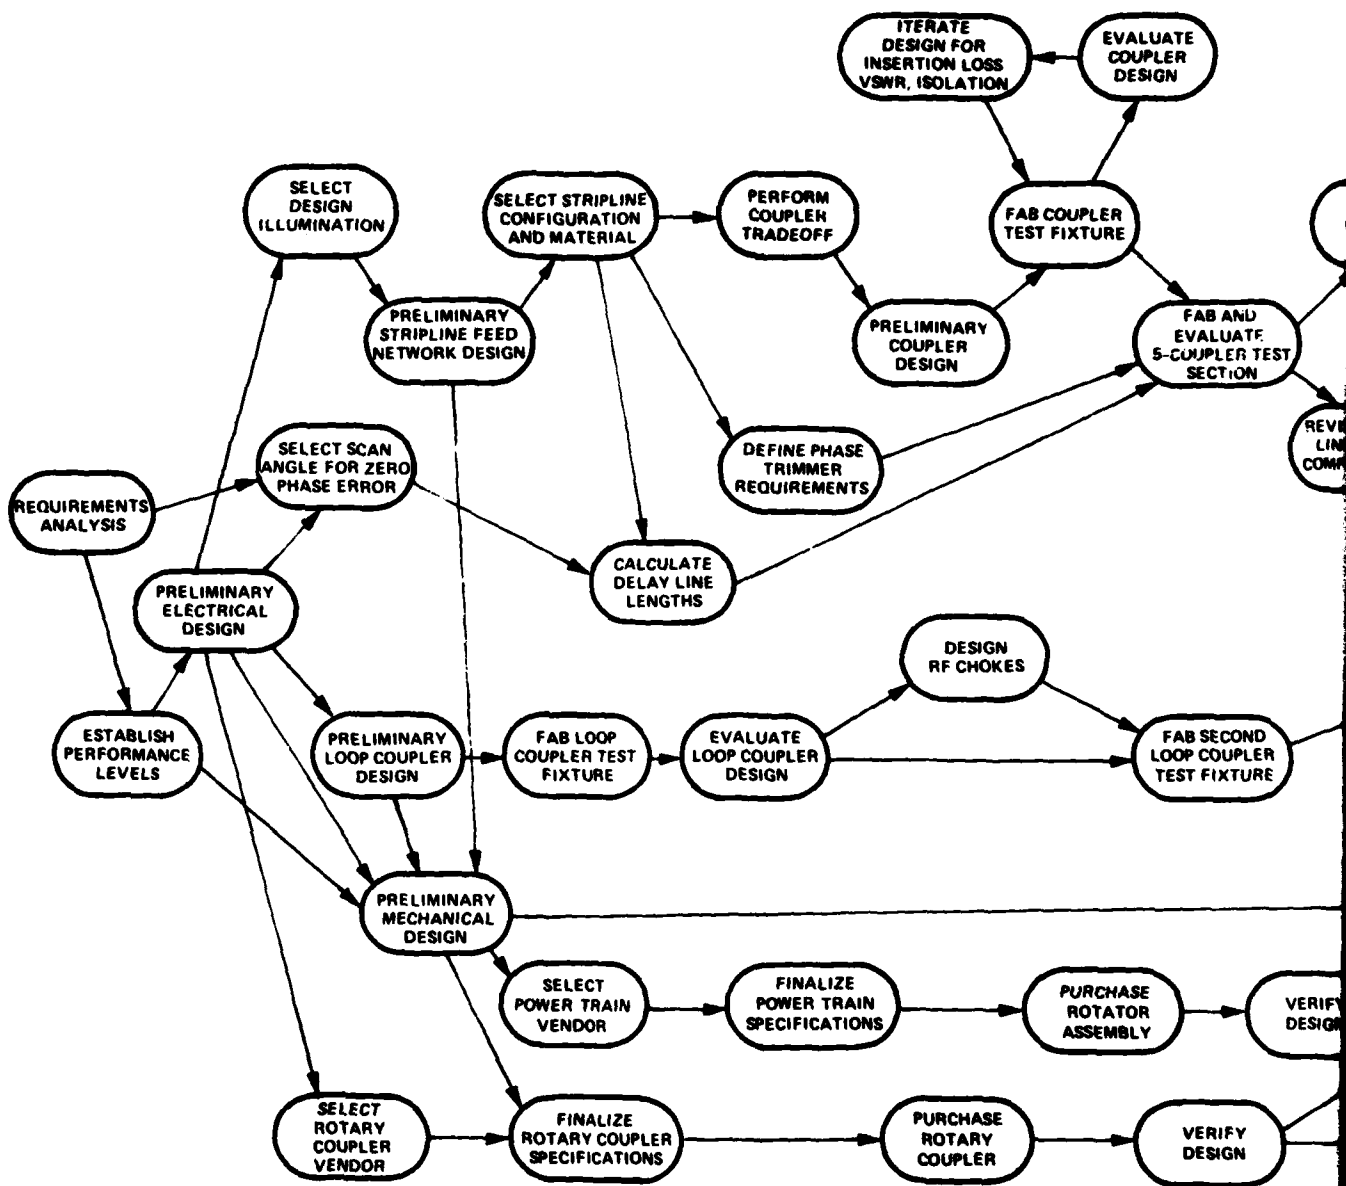 ITERATE
DESIGN FOR
INSERTION LOSS
VSWR, ISOLATION
EVALUATE
COUPLER
DESIGN
SELECT
DESIGN
ILLUMINATION
SELECT STRIPLINE
CONFIGURATION
AND MATERIAL
PERFORM
COUPLER
TRADEOFF
FAB COUPLER
TEST FIXTURE
PRELIMINARY
STRIPLINE FEED
NETWORK DESIGN
PRELIMINARY
COUPLER
DESIGN
FAB AND
EVALUATE
5-COUPLER TEST
SECTION
SELECT SCAN
ANGLE FOR ZERO
PHASE ERROR
DEFINE PHASE
TRIMMER
REQUIREMENTS
REQUIREMENTS
ANALYSIS
PRELIMINARY
ELECTRICAL
DESIGN
CALCULATE
DELAY LINE
LENGTHS
DESIGN
RF CHOKES
ESTABLISH
PERFORMANCE
LEVELS
PRELIMINARY
LOOP COUPLER
DESIGN
FAB LOOP
COUPLER TEST
FIXTURE
EVALUATE
LOOP COUPLER
DESIGN
FAB SECOND
LOOP COUPLER
TEST FIXTURE
PRELIMINARY
MECHANICAL
DESIGN
SELECT
POWER TRAIN
VENDOR
FINALIZE
POWER TRAIN
SPECIFICATIONS
PURCHASE
ROTATOR
ASSEMBLY
VERIFY
DESIGN
SELECT
ROTARY
COUPLER
VENDOR
FINALIZE
ROTARY COUPLER
SPECIFICATIONS
PURCHASE
ROTARY
COUPLER
VERIFY
DESIGN